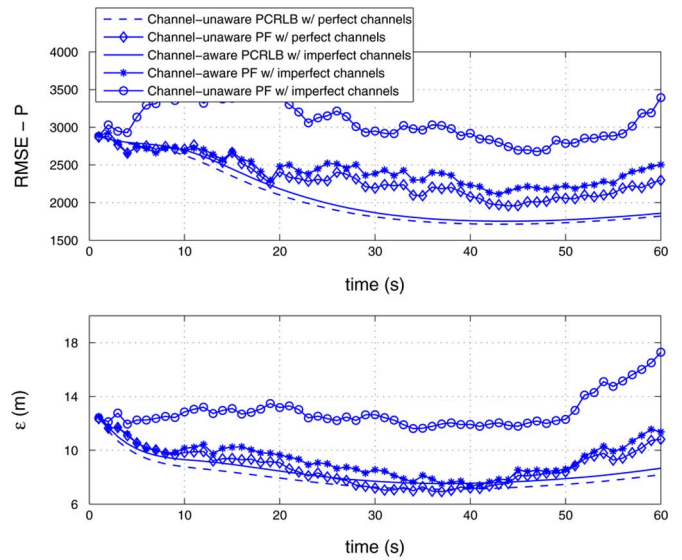 Channel-unaware PCRLB w/ perfect channels
Channel-unaware PF w/ perfect channels
Channel-aware PCRLB w/ imperfect channels
Channel-aware PF w/ imperfect channels
Channel-unaware PF w/ imperfect channels
4000
3500
3000
2500
2000
1500
RMSE - P
0 10 20 30 40 50 60
time (s)
18
14
10
6
ε (m)
0 10 20 30 40 50 60
time (s)